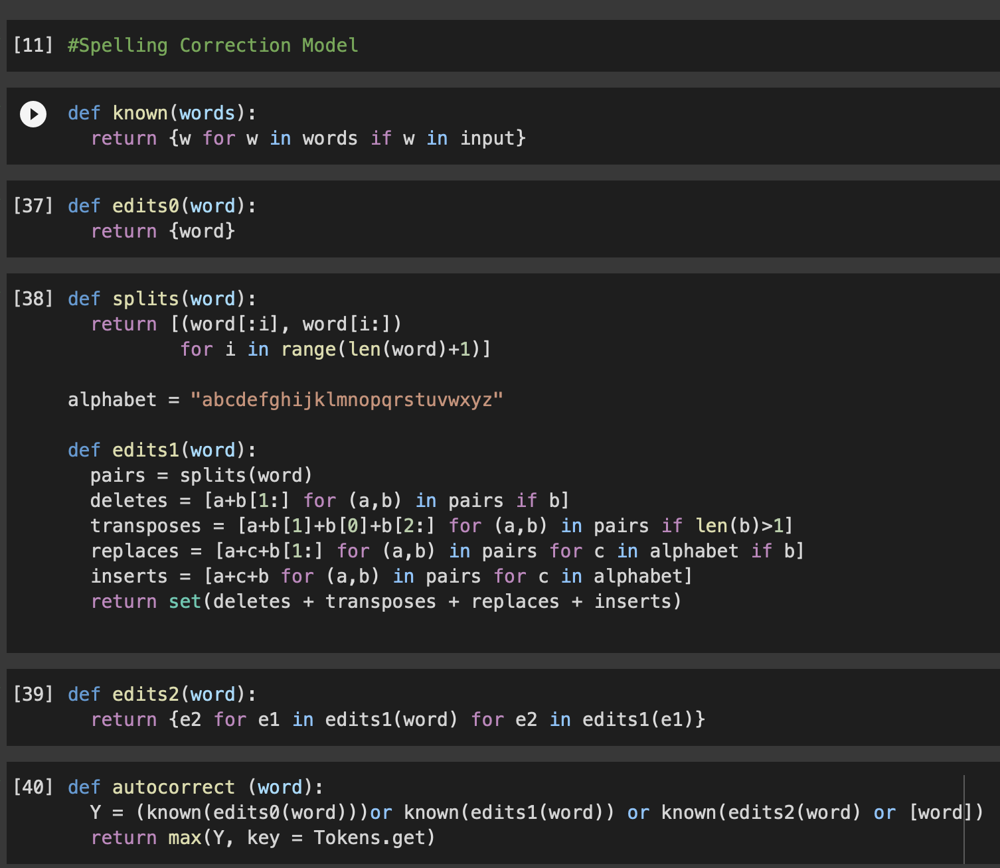 [11] #Spelling Correction Model
def known(words):
  return {w for w in words if w in input}
[37] def edits0(word):
  return {word}
[38] def splits(word):
  return [(word[:i], word[i:])
          for i in range(len(word)+1)]
alphabet = "abcdefghijklmnopqrstuvwxyz"
def edits1(word):
  pairs = splits(word)
  deletes = [a+b[1:] for (a,b) in pairs if b]
  transposes = [a+b[1]+b[0]+b[2:] for (a,b) in pairs if len(b)>1]
  replaces = [a+c+b[1:] for (a,b) in pairs for c in alphabet if b]
  inserts = [a+c+b for (a,b) in pairs for c in alphabet]
  return set(deletes + transposes + replaces + inserts)
[39] def edits2(word):
  return {e2 for e1 in edits1(word) for e2 in edits1(e1)}
[40] def autocorrect (word):
  Y = (known(edits0(word)))or known(edits1(word)) or known(edits2(word) or [word])
  return max(Y, key = Tokens.get)